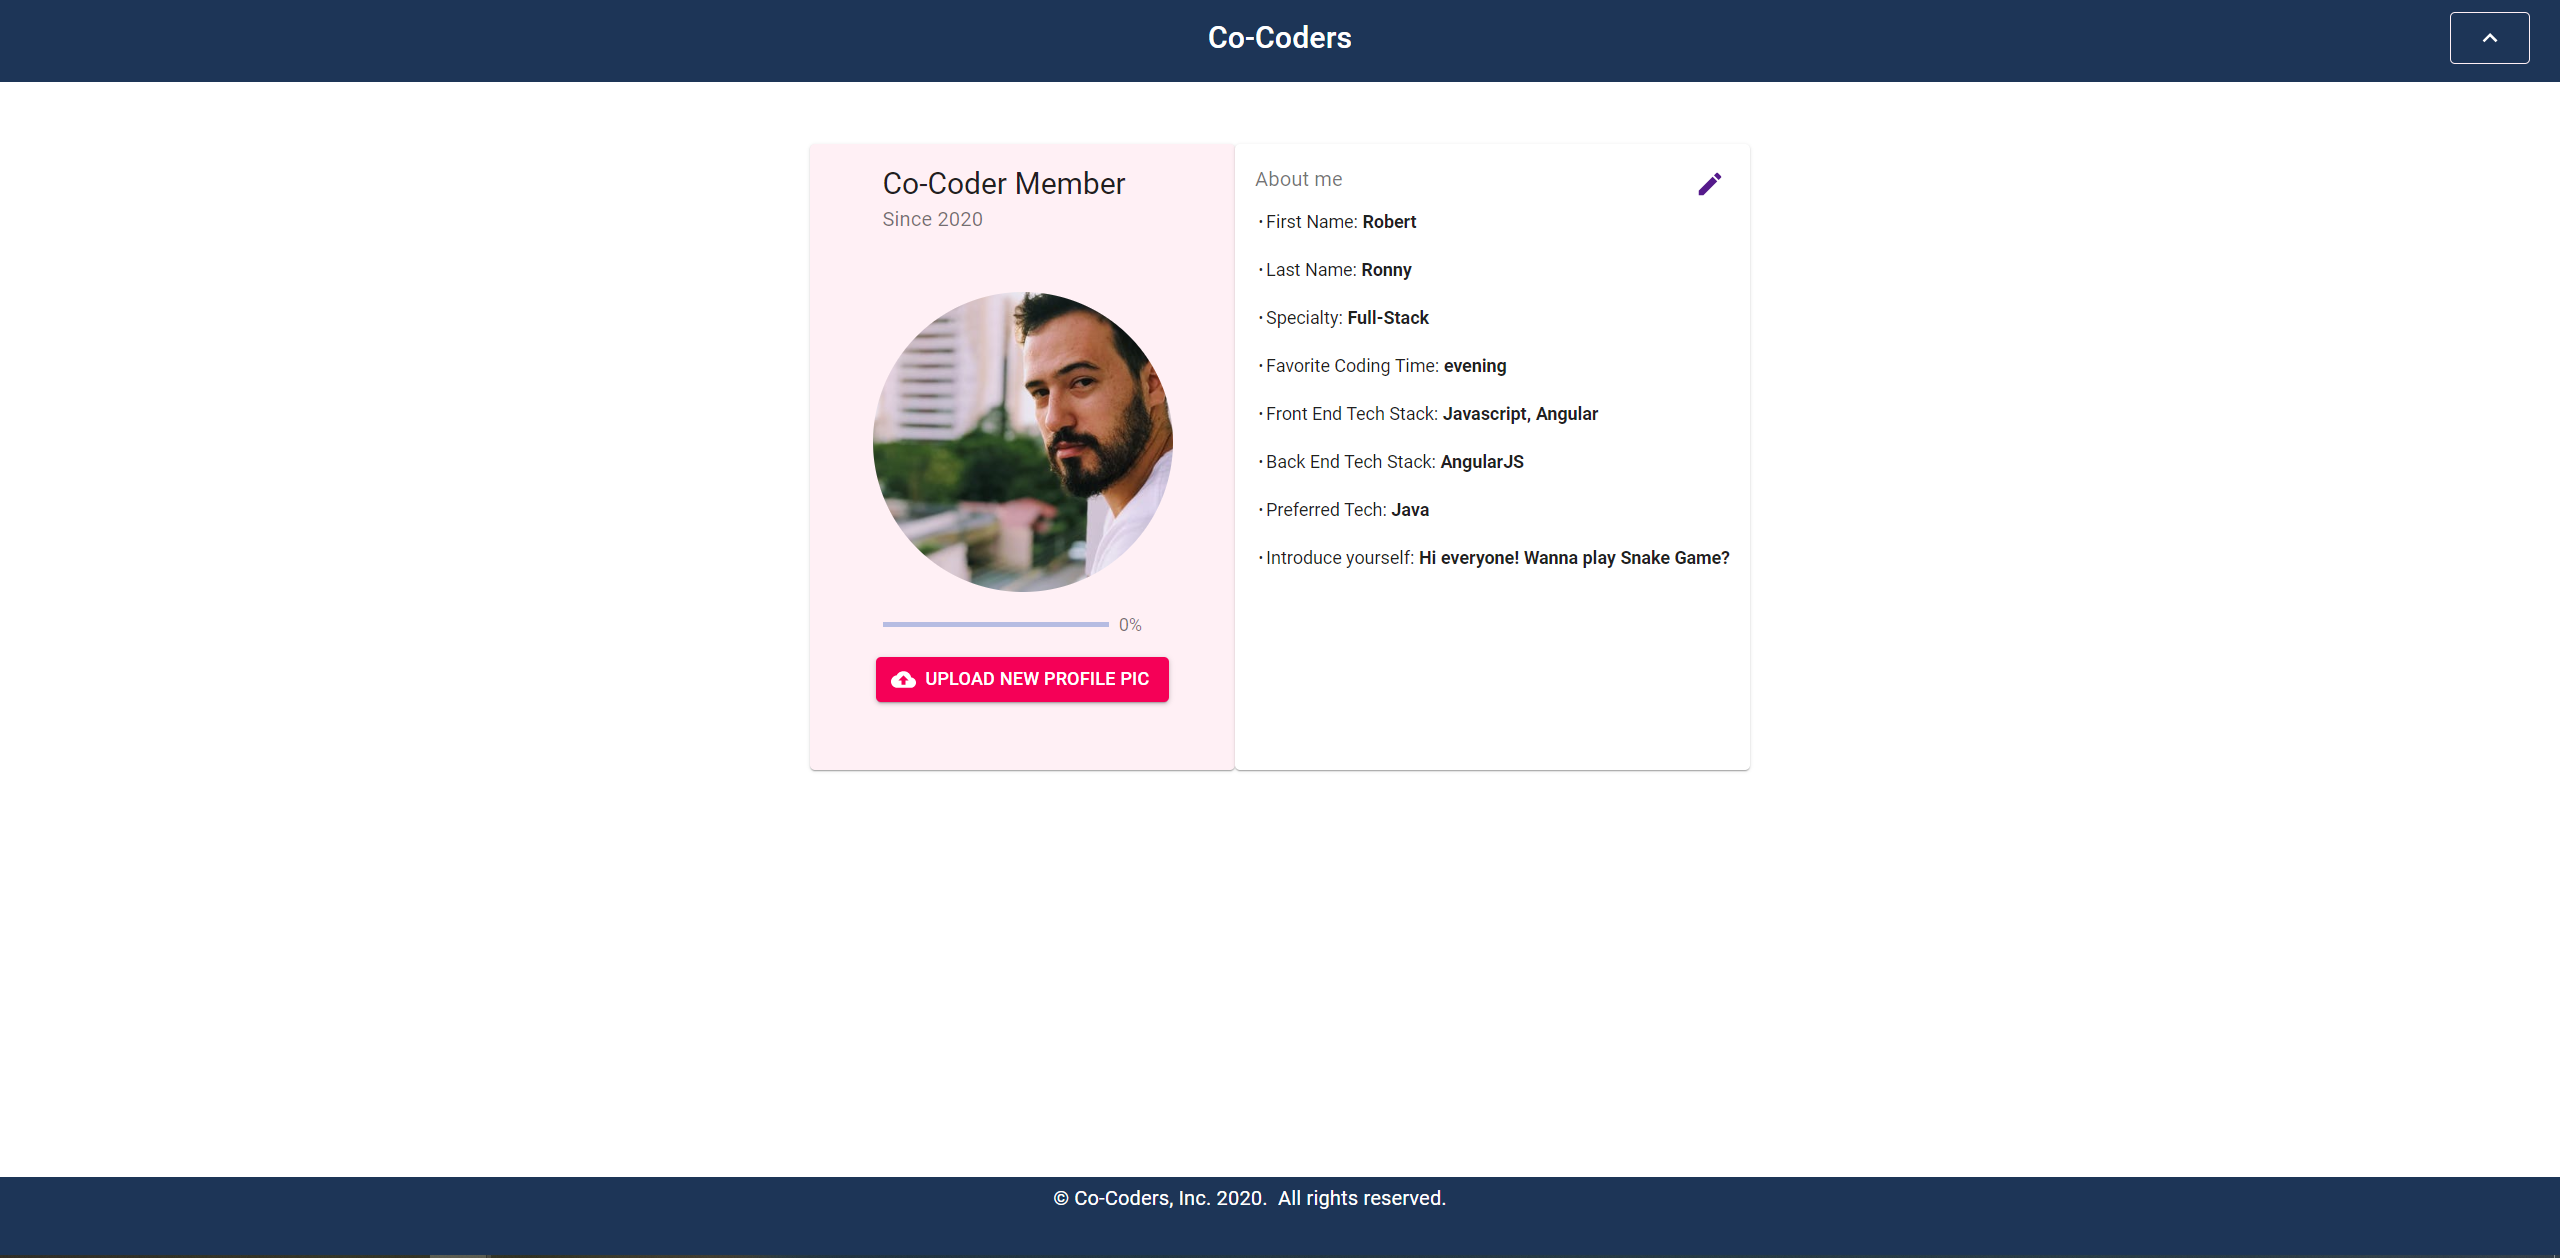 Co-Coders
Co-Coder Member
Since 2020
0%
UPLOAD NEW PROFILE PIC
About me
· First Name: Robert
· Last Name: Ronny
· Specialty: Full-Stack
· Favorite Coding Time: evening
· Front End Tech Stack: Javascript, Angular
· Back End Tech Stack: AngularJS
· Preferred Tech: Java
· Introduce yourself: Hi everyone! Wanna play Snake Game?
© Co-Coders, Inc. 2020.  All rights reserved.